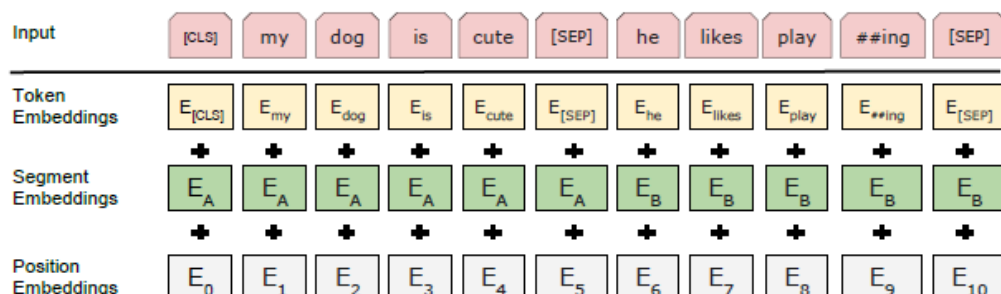 Input [CLS] my dog is cute [SEP] he likes play ##ing [SEP]
Token
Embeddings E[CLS] Emy Edog Eis Ecute E[SEP] Ehe Elikes Eplay E##ing E[SEP]
+ + + + + + + + + + +
Segment
Embeddings EA EA EA EA EA EA EB EB EB EB EB
+ + + + + + + + + + +
Position
Embeddings E0 E1 E2 E3 E4 E5 E6 E7 E8 E9 E10